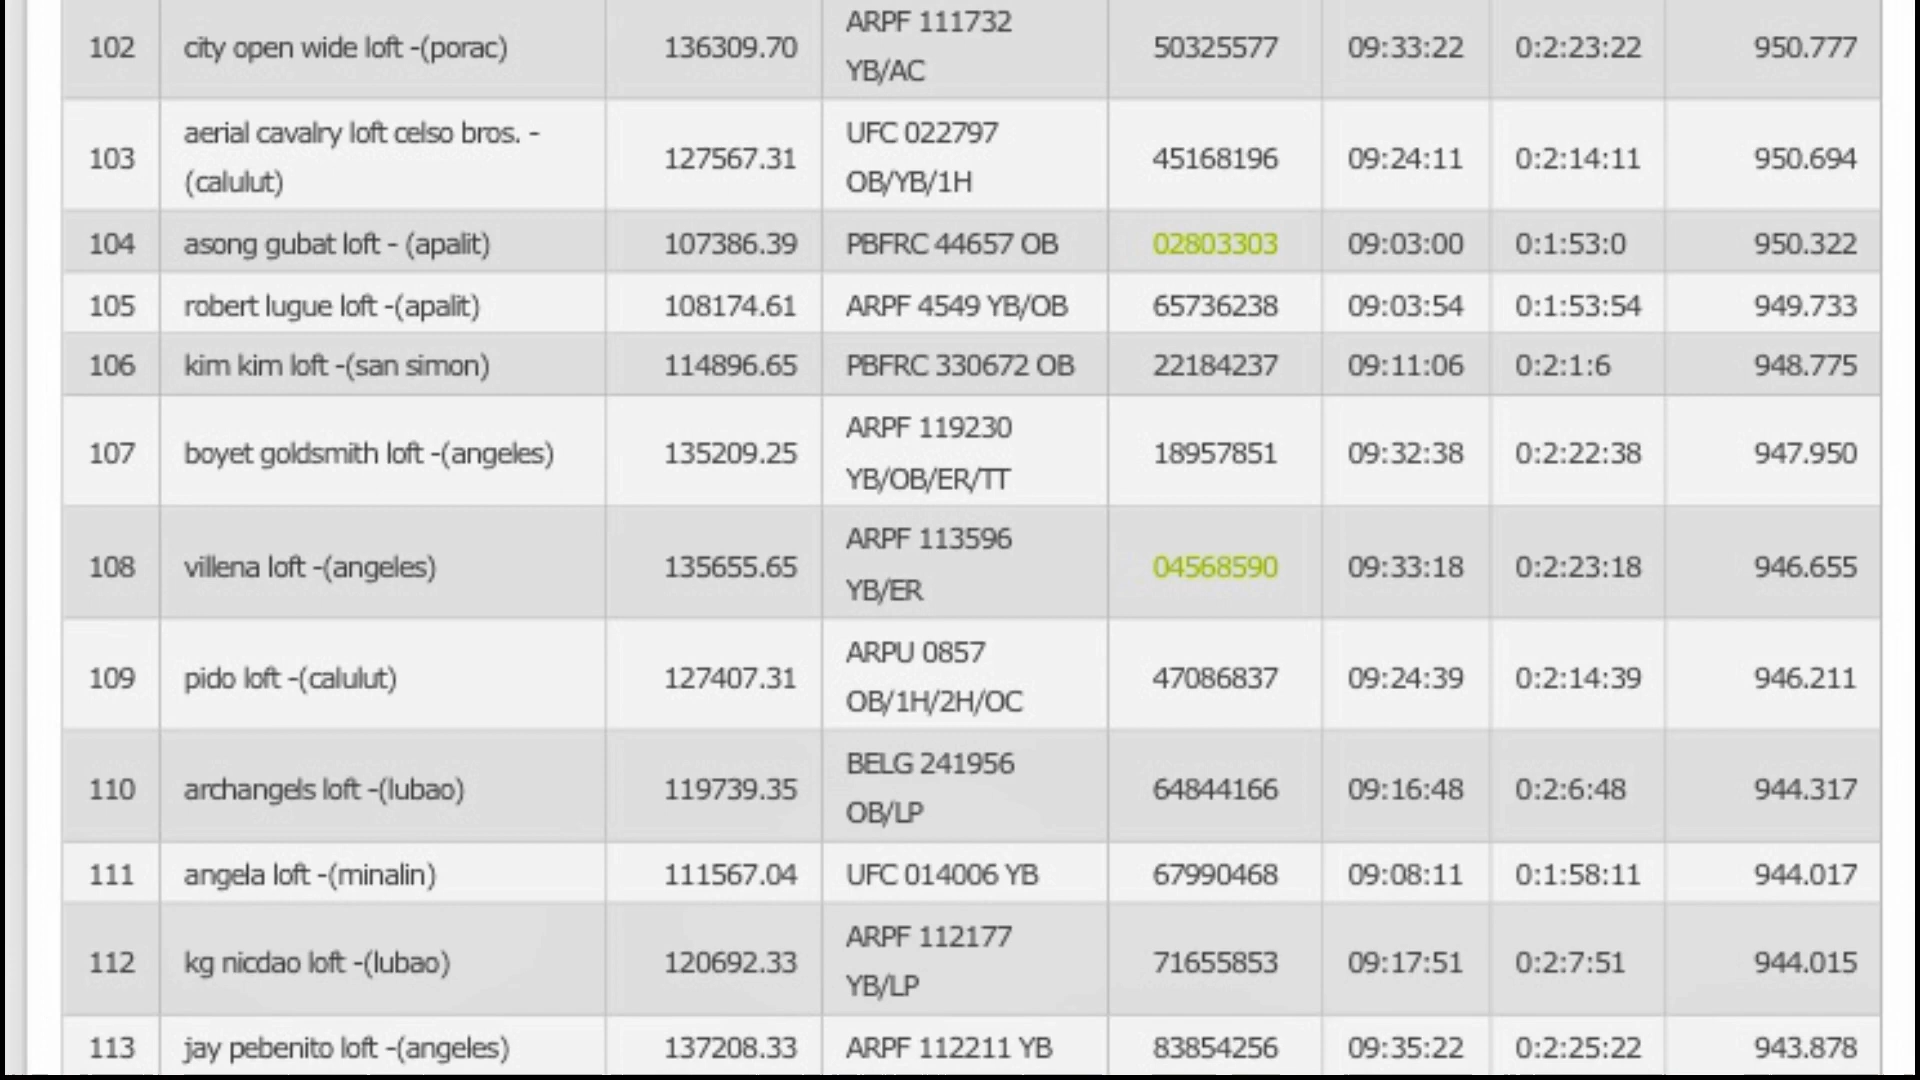 102 city open wide loft -(porac) 136309.70 ARPF 111732 YB/AC 50325577 09:33:22 0:2:23:22 950.777
103 aerial cavalry loft celso bros. - (calulut) 127567.31 UFC 022797 OB/YB/1H 45168196 09:24:11 0:2:14:11 950.694
104 asong gubat loft - (apalit) 107386.39 PBFRC 44657 OB 02803303 09:03:00 0:1:53:0 950.322
105 robert lugue loft -(apalit) 108174.61 ARPF 4549 YB/OB 65736238 09:03:54 0:1:53:54 949.733
106 kim kim loft -(san simon) 114896.65 PBFRC 330672 OB 22184237 09:11:06 0:2:1:6 948.775
107 boyet goldsmith loft -(angeles) 135209.25 ARPF 119230 YB/OB/ER/TT 18957851 09:32:38 0:2:22:38 947.950
108 villena loft -(angeles) 135655.65 ARPF 113596 YB/ER 04568590 09:33:18 0:2:23:18 946.655
109 pido loft -(calulut) 127407.31 ARPU 0857 OB/1H/2H/OC 47086837 09:24:39 0:2:14:39 946.211
110 archangels loft -(lubao) 119739.35 BELG 241956 OB/LP 64844166 09:16:48 0:2:6:48 944.317
111 angela loft -(minalin) 111567.04 UFC 014006 YB 67990468 09:08:11 0:1:58:11 944.017
112 kg nicdao loft -(lubao) 120692.33 ARPF 112177 YB/LP 71655853 09:17:51 0:2:7:51 944.015
113 jay pebenito loft -(angeles) 137208.33 ARPF 112211 YB 83854256 09:35:22 0:2:25:22 943.878